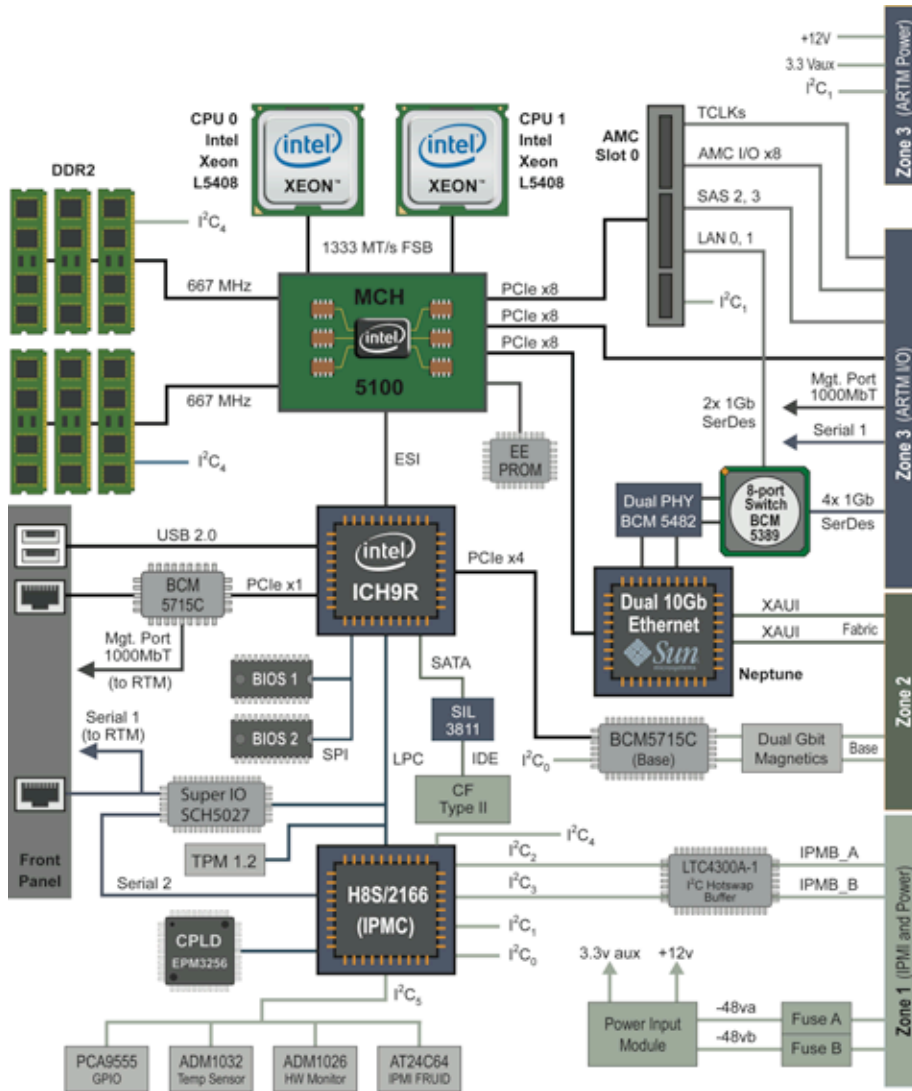 +12V
3.3 Vaux
I²C₁
Zone 3 (ARTM Power)
CPU 0
Intel
Xeon
L5408
intel
XEON™
intel
XEON™
CPU 1
Intel
Xeon
L5408
AMC
Slot 0
TCLKs
AMC I/O x8
SAS 2, 3
LAN 0, 1
I²C₁
DDR2
I²C₄
1333 MT/s FSB
667 MHz
MCH
intel
5100
PCIe x8
PCIe x8
PCIe x8
667 MHz
I²C₄
ESI
EE
PROM
2x 1Gb
SerDes
Mgt. Port
1000MbT
Serial 1
Zone 3 (ARTM I/O)
Dual PHY
BCM 5482
8-port
Switch
BCM
5389
4x 1Gb
SerDes
USB 2.0
intel
ICH9R
PCIe x4
BCM
5715C
PCIe x1
Mgt. Port
1000MbT
(to RTM)
Dual 10Gb
Ethernet
Sun
microsystems
Neptune
XAUI
XAUI
Fabric
Zone 2
BIOS 1
BIOS 2
SPI
LPC
SATA
SIL
3811
IDE
CF
Type II
I²C₀
BCM5715C
(Base)
Dual Gbit
Magnetics
Base
Serial 1
(to RTM)
Super IO
SCH5027
TPM 1.2
Front
Panel
Serial 2
H8S/2166
(IPMC)
I²C₄
I²C₂
I²C₃
I²C₁
I²C₀
LTC4300A-1
I²C Hotswap
Buffer
IPMB_A
IPMB_B
CPLD
EPM3256
I²C₅
3.3v aux
+12v
Power Input
Module
-48va
-48vb
Fuse A
Fuse B
Zone 1 (IPMI and Power)
PCA9555
GPIO
ADM1032
Temp Sensor
ADM1026
HW Monitor
AT24C64
IPMI FRUID